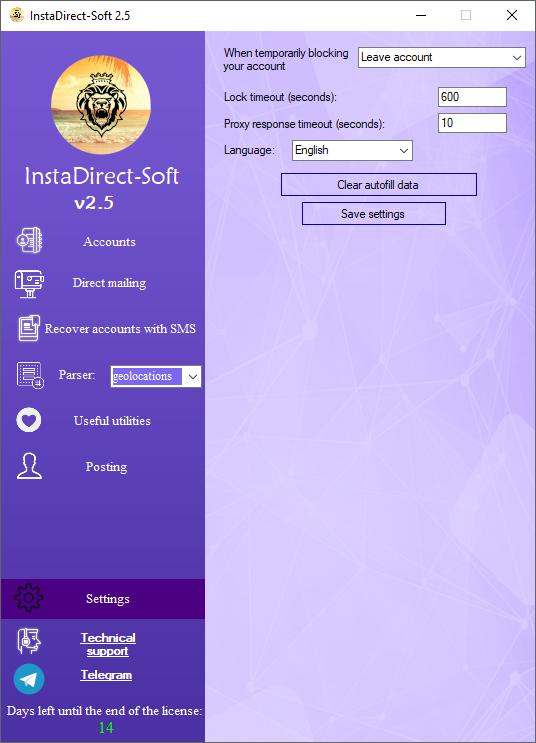 InstaDirect-Soft 2.5
InstaDirect-Soft
v2.5
Accounts
Direct mailing
Recover accounts with SMS
Parser:
geolocations
Useful utilities
Posting
Settings
Technical
support
Telegram
Days left until the end of the license:
14
When temporarily blocking
your account
Leave account
Lock timeout (seconds):
600
Proxy response timeout (seconds):
10
Language:
English
Clear autofill data
Save settings